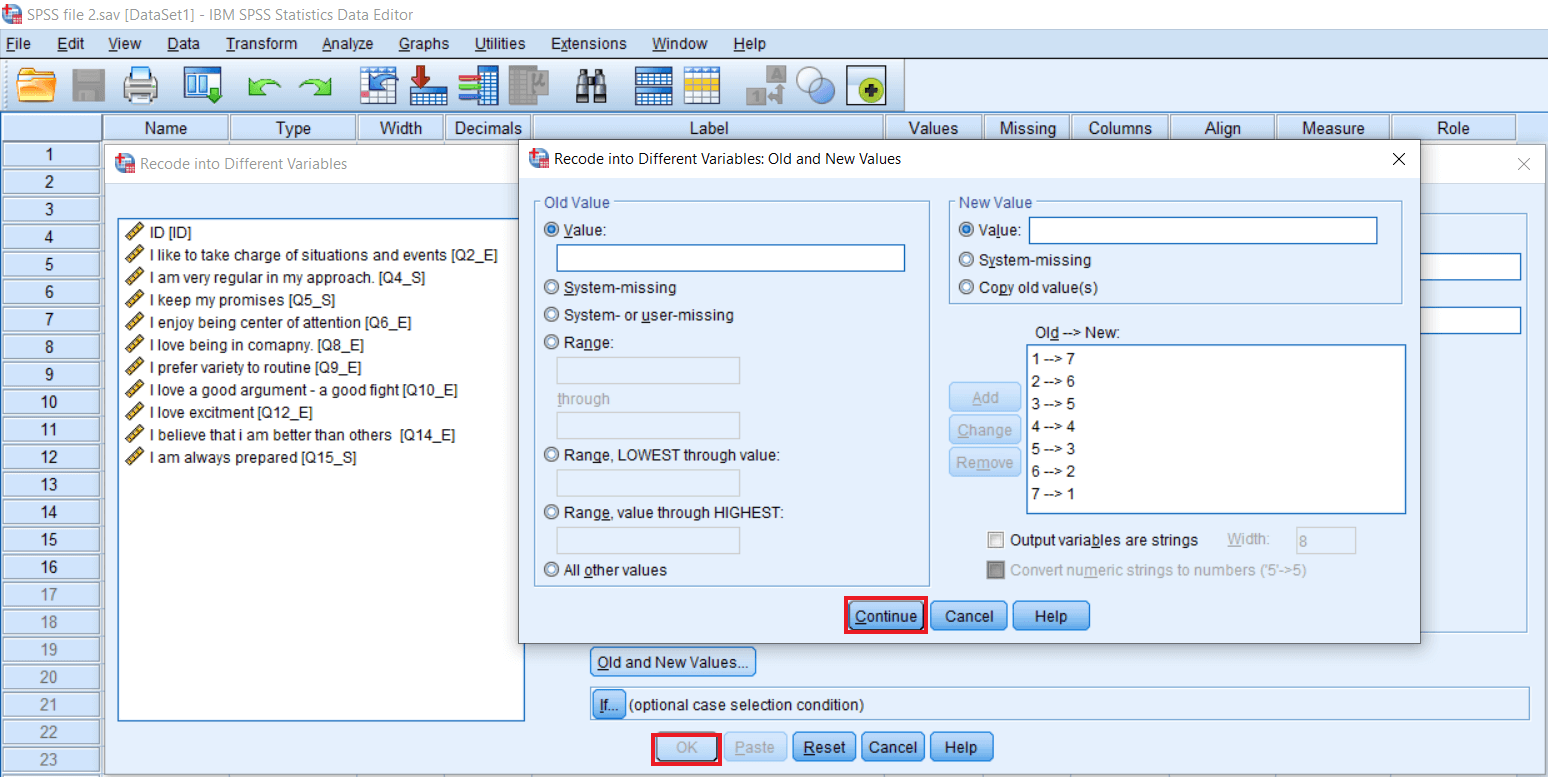 SPSS file 2.sav [DataSet1] - IBM SPSS Statistics Data Editor
File Edit View Data Transform Analyze Graphs Utilities Extensions Window Help
Name Type Width Decimals Label Values Missing Columns Align Measure Role
1
2
3
4
5
6
7
8
9
10
11
12
13
14
15
16
17
18
19
20
21
22
23
Recode into Different Variables
ID [ID]
I like to take charge of situations and events [Q2_E]
I am very regular in my approach. [Q4_S]
I keep my promises [Q5_S]
I enjoy being center of attention [Q6_E]
I love being in comapny. [Q8_E]
I prefer variety to routine [Q9_E]
I love a good argument - a good fight [Q10_E]
I love excitment [Q12_E]
I believe that i am better than others [Q14_E]
I am always prepared [Q15_S]
Recode into Different Variables: Old and New Values
Old Value
Value:
System-missing
System- or user-missing
Range:
through
Range, LOWEST through value:
Range, value through HIGHEST:
All other values
New Value
Value:
System-missing
Copy old value(s)
Old --> New:
1 --> 7
2 --> 6
3 --> 5
4 --> 4
5 --> 3
6 --> 2
7 --> 1
Add
Change
Remove
Output variables are strings Width: 8
Convert numeric strings to numbers ('5'->5)
Continue Cancel Help
Old and New Values...
If... (optional case selection condition)
OK Paste Reset Cancel Help